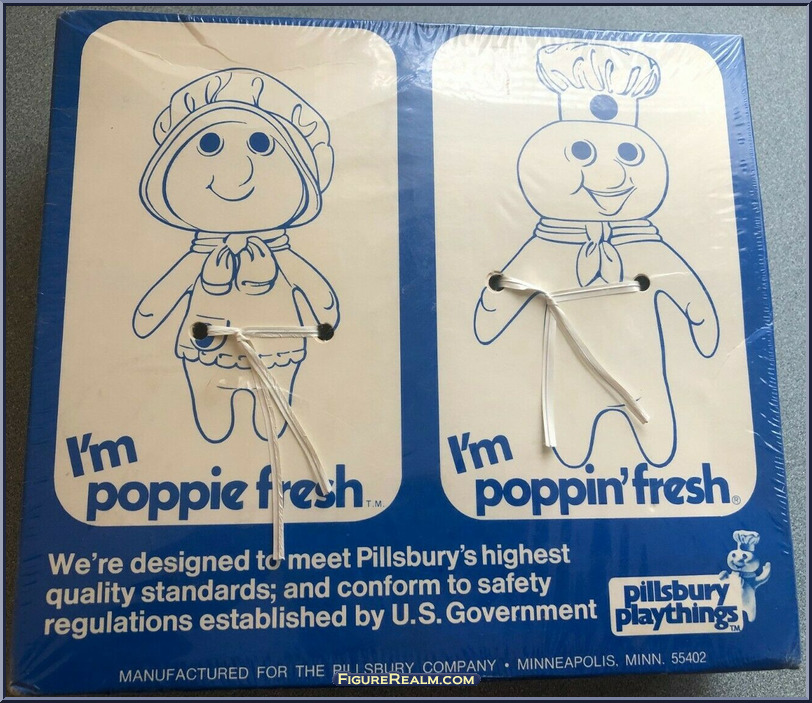 I'm
poppie fresh T.M.
I'm
poppin' fresh ®
We're designed to meet Pillsbury's highest
quality standards; and conform to safety
regulations established by U.S. Government
pillsbury
playthings TM
MANUFACTURED FOR THE PILLSBURY COMPANY • MINNEAPOLIS, MINN. 55402
FIGUREREALM.COM